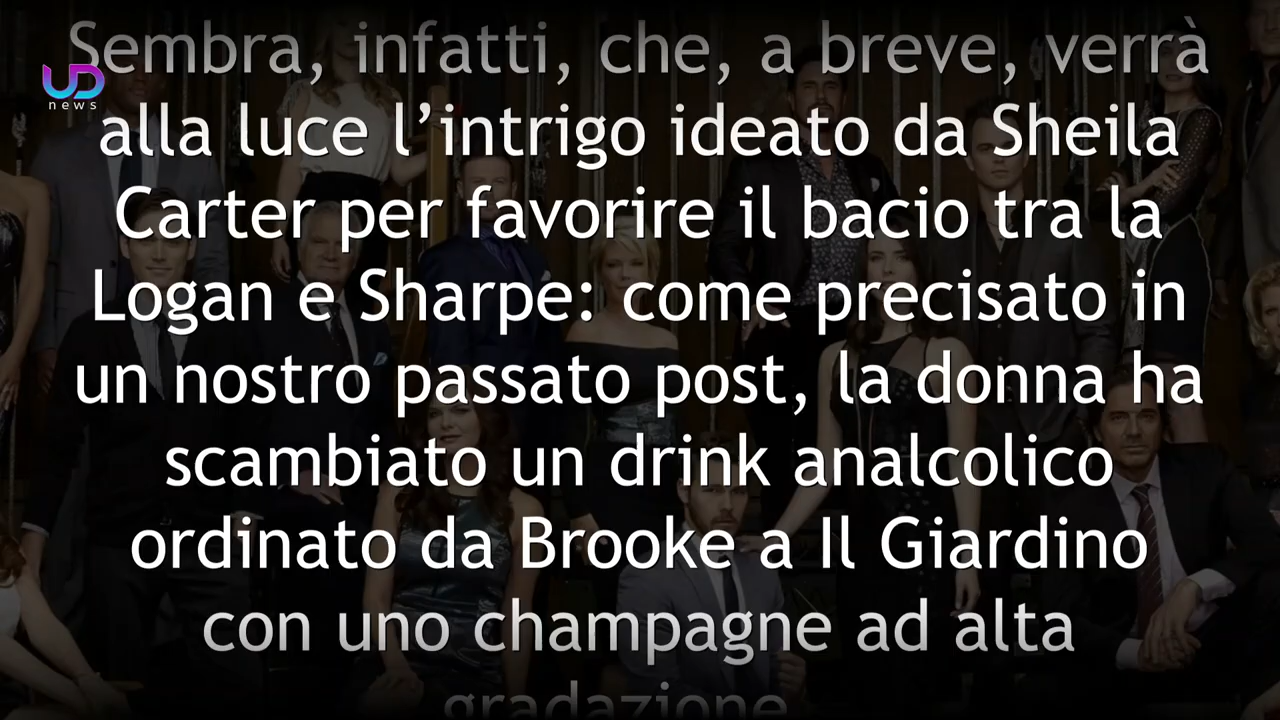 Sembra, infatti, che, a breve, verrà
UD
news
alla luce l’intrigo ideato da Sheila
Carter per favorire il bacio tra la
Logan e Sharpe: come precisato in
un nostro passato post, la donna ha
scambiato un drink analcolico
ordinato da Brooke a Il Giardino
con uno champagne ad alta
gradazione